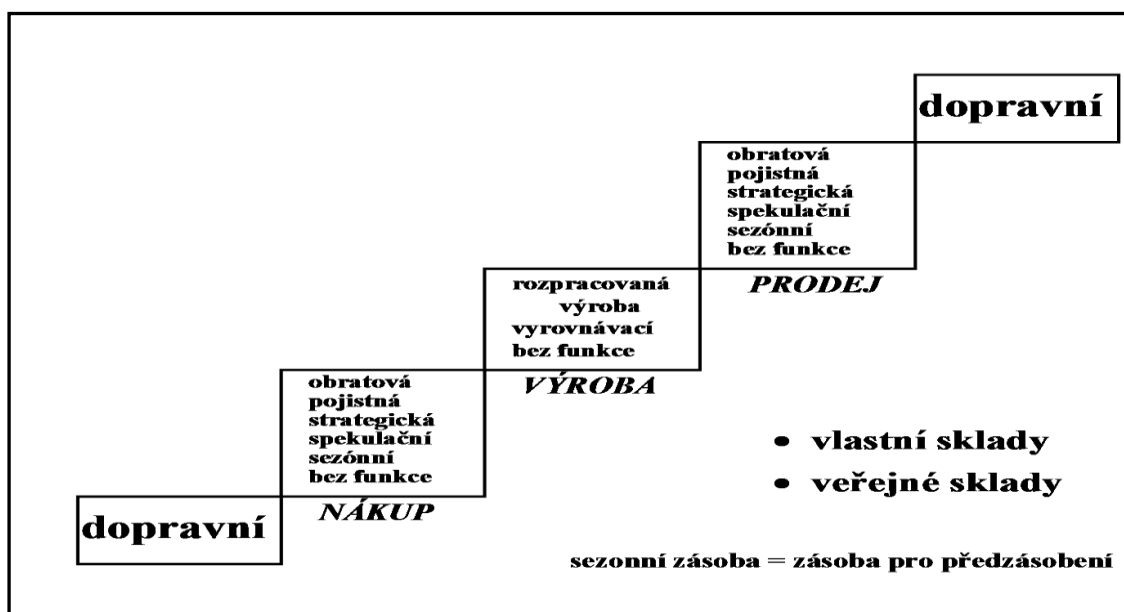 dopravní
obratová
pojistná
strategická
spekulační
sezónní
bez funkce
PRODEJ
rozpracovaná
výroba
vyrovnávací
bez funkce
VÝROBA
obratová
pojistná
strategická
spekulační
sezónní
bez funkce
NÁKUP
dopravní
• vlastní sklady
• veřejné sklady
sezonní zásoba = zásoba pro předzásobení